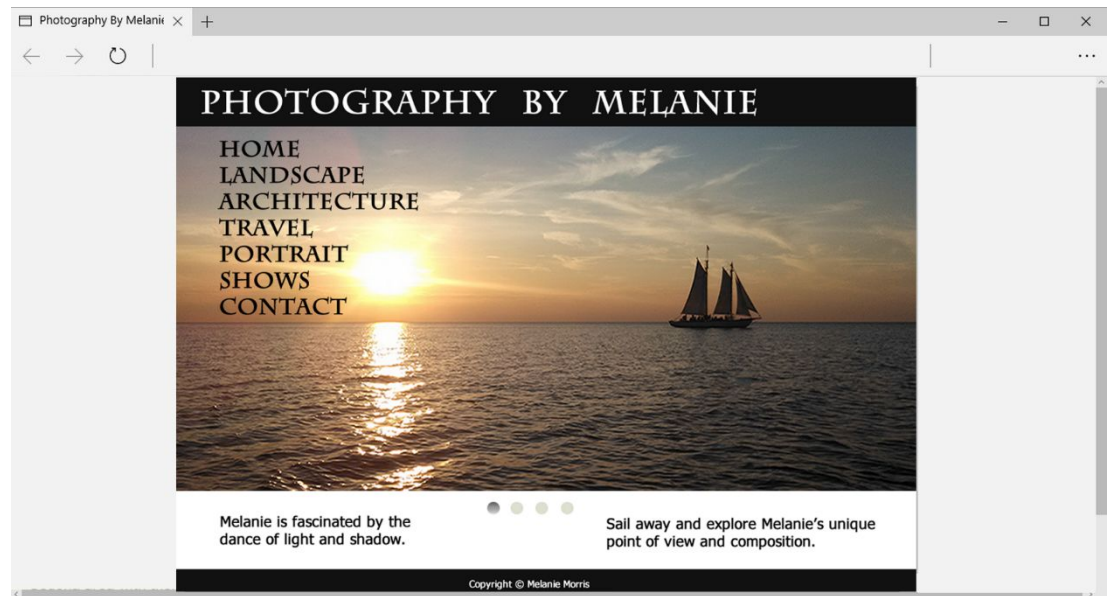 Photography By Melanie
PHOTOGRAPHY BY MELANIE
HOME
LANDSCAPE
ARCHITECTURE
TRAVEL
PORTRAIT
SHOWS
CONTACT
Melanie is fascinated by the
dance of light and shadow.
Sail away and explore Melanie's unique
point of view and composition.
Copyright © Melanie Morris